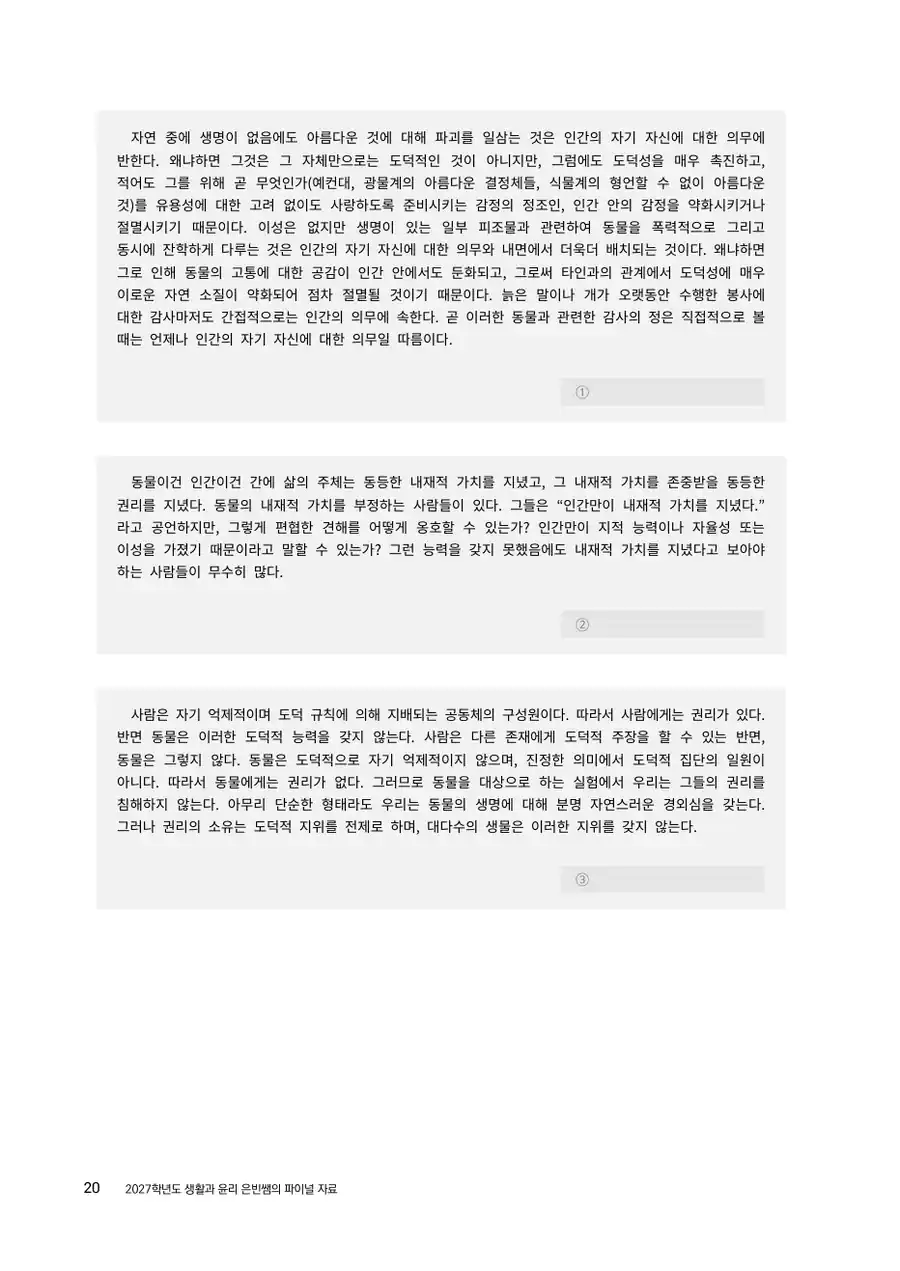 자연 중에 생명이 없음에도 아름다운 것에 대해 파괴를 일삼는 것은 인간의 자기 자신에 대한 의무에
반한다. 왜냐하면 그것은 그 자체만으로는 도덕적인 것이 아니지만, 그럼에도 도덕성을 매우 촉진하고,
적어도 그를 위해 곧 무엇인가(예컨대, 광물계의 아름다운 결정체들, 식물계의 형언할 수 없이 아름다운
것)를 유용성에 대한 고려 없이도 사랑하도록 준비시키는 감정의 정조인, 인간 안의 감정을 약화시키거나
절멸시키기 때문이다. 이성은 없지만 생명이 있는 일부 피조물과 관련하여 동물을 폭력적으로 그리고
동시에 잔학하게 다루는 것은 인간의 자기 자신에 대한 의무와 내면에서 더욱더 배치되는 것이다. 왜냐하면
그로 인해 동물의 고통에 대한 공감이 인간 안에서도 둔화되고, 그로써 타인과의 관계에서 도덕성에 매우
이로운 자연 소질이 약화되어 점차 절멸될 것이기 때문이다. 늙은 말이나 개가 오랫동안 수행한 봉사에
대한 감사마저도 간접적으로는 인간의 의무에 속한다. 곧 이러한 동물과 관련한 감사의 정은 직접적으로 볼
때는 언제나 인간의 자기 자신에 대한 의무일 따름이다.
①
동물이건 인간이건 간에 삶의 주체는 동등한 내재적 가치를 지녔고, 그 내재적 가치를 존중받을 동등한
권리를 지녔다. 동물의 내재적 가치를 부정하는 사람들이 있다. 그들은 “인간만이 내재적 가치를 지녔다.”
라고 공언하지만, 그렇게 편협한 견해를 어떻게 옹호할 수 있는가? 인간만이 지적 능력이나 자율성 또는
이성을 가졌기 때문이라고 말할 수 있는가? 그런 능력을 갖지 못했음에도 내재적 가치를 지녔다고 보아야
하는 사람들이 무수히 많다.
②
사람은 자기 억제적이며 도덕 규칙에 의해 지배되는 공동체의 구성원이다. 따라서 사람에게는 권리가 있다.
반면 동물은 이러한 도덕적 능력을 갖지 않는다. 사람은 다른 존재에게 도덕적 주장을 할 수 있는 반면,
동물은 그렇지 않다. 동물은 도덕적으로 자기 억제적이지 않으며, 진정한 의미에서 도덕적 집단의 일원이
아니다. 따라서 동물에게는 권리가 없다. 그러므로 동물을 대상으로 하는 실험에서 우리는 그들의 권리를
침해하지 않는다. 아무리 단순한 형태라도 우리는 동물의 생명에 대해 분명 자연스러운 경외심을 갖는다.
그러나 권리의 소유는 도덕적 지위를 전제로 하며, 대다수의 생물은 이러한 지위를 갖지 않는다.
③
20 2027학년도 생활과 윤리 은빈쌤의 파이널 자료